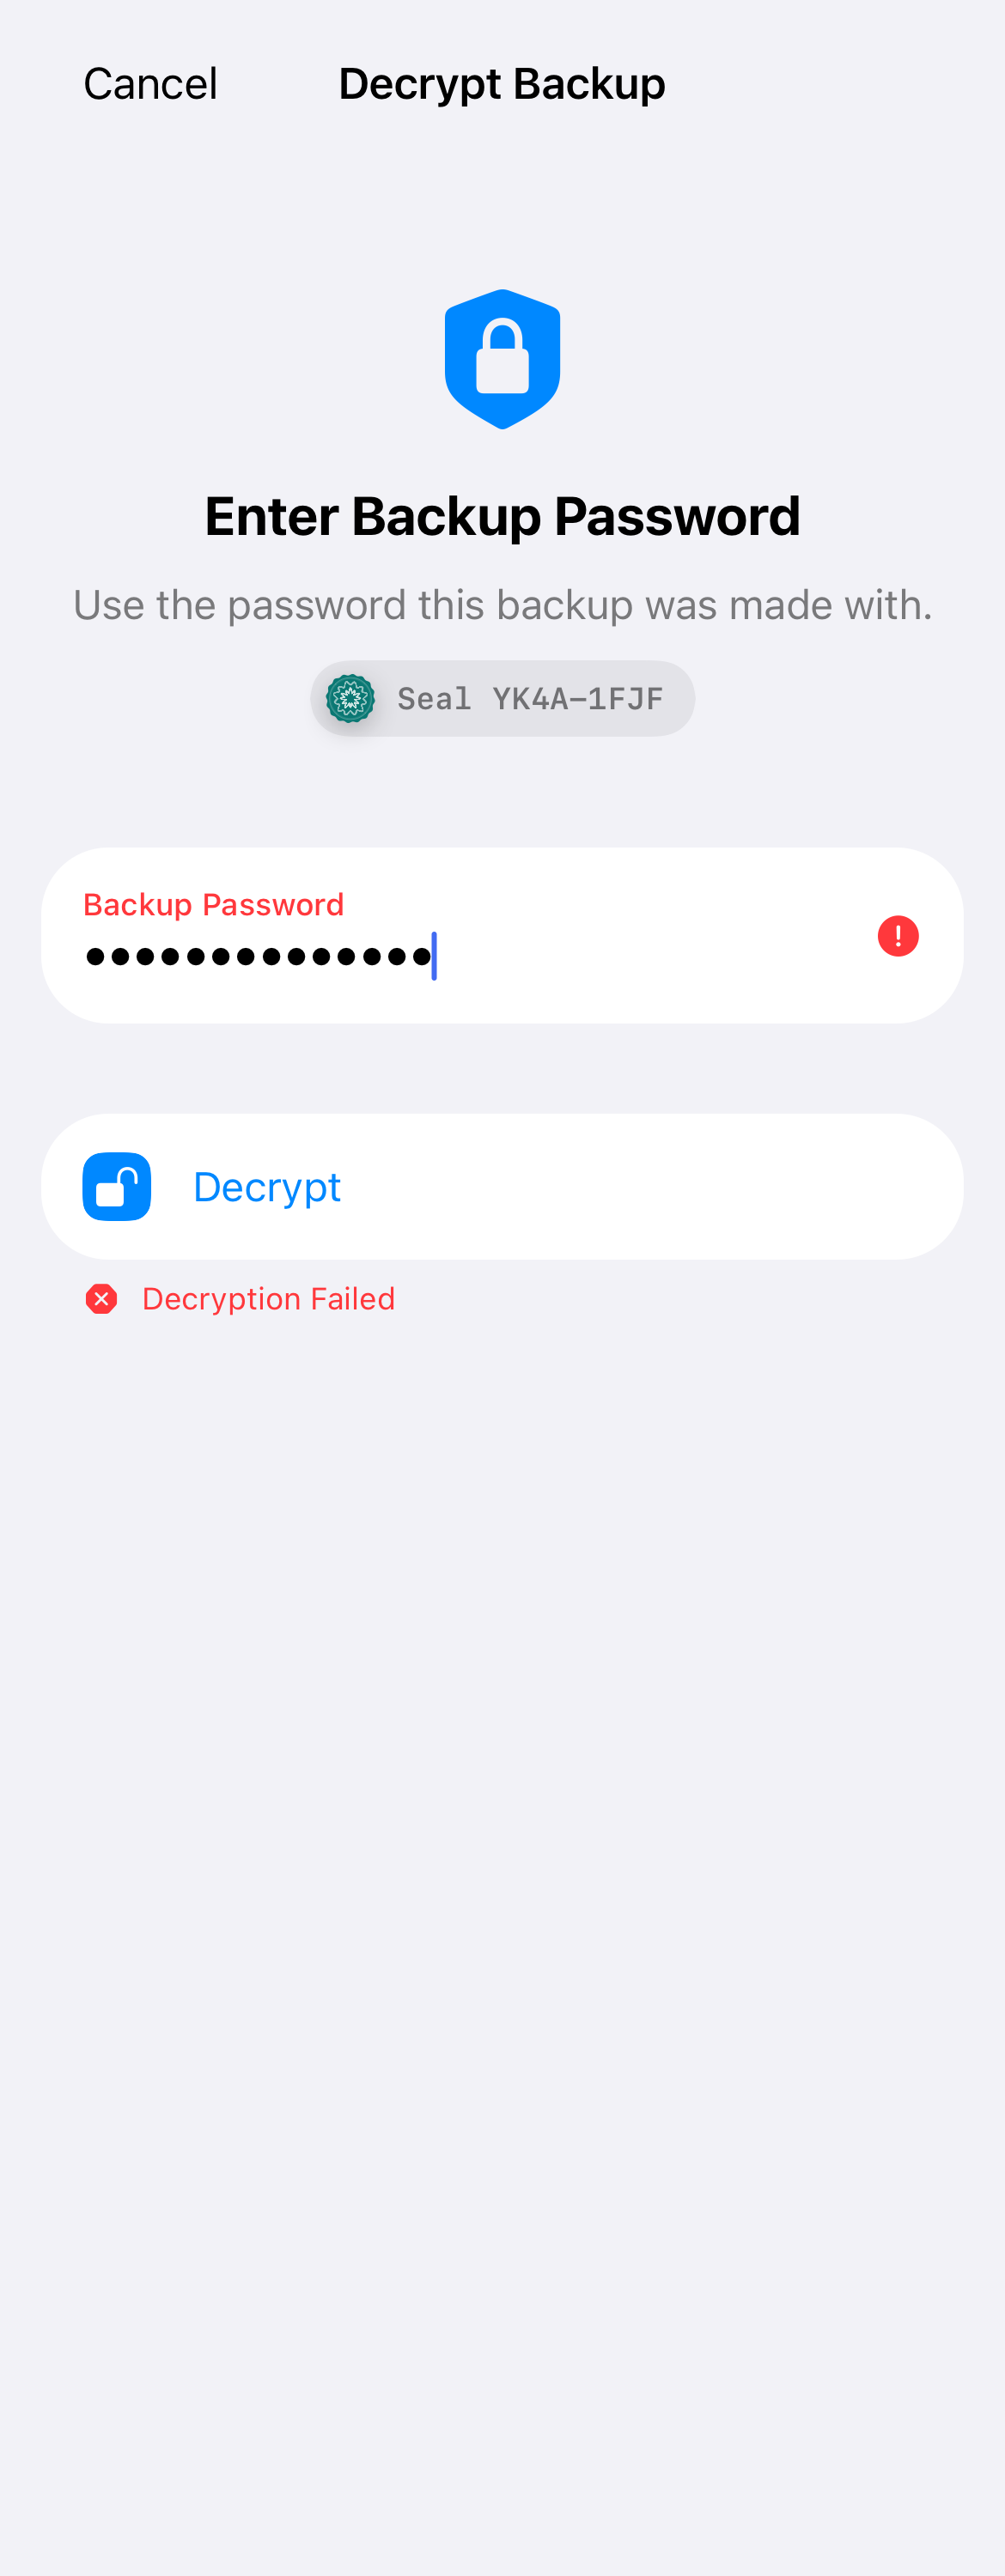 Cancel
Decrypt Backup
Enter Backup Password
Use the password this backup was made with.
Seal YK4A–1FJF
Backup Password
●●●●●●●●●●●●●●
Decrypt
Decryption Failed